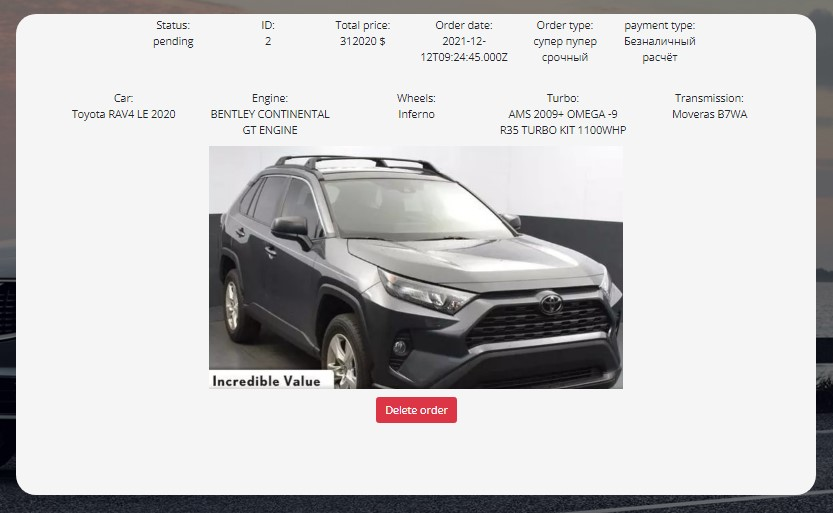 Status: ID: Total price: Order date: Order type: payment type:
pending 2 312020 $ 2021-12- супер пупер Безналичный
12T09:24:45.000Z срочный расчёт
Car: Engine: Wheels: Turbo: Transmission:
Toyota RAV4 LE 2020 BENTLEY CONTINENTAL Inferno AMS 2009+ OMEGA -9 Moveras B7WA
GT ENGINE R35 TURBO KIT 1100WHP
Incredible Value
Delete order